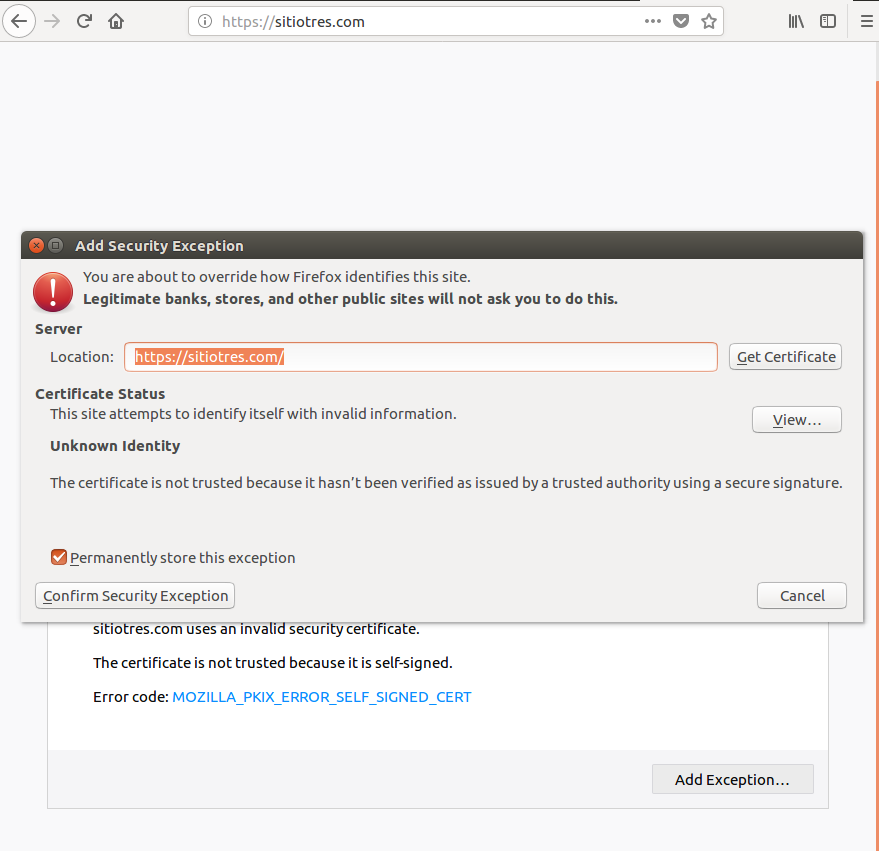 https://sitiotres.com
Add Security Exception
You are about to override how Firefox identifies this site.
Legitimate banks, stores, and other public sites will not ask you to do this.
Server
Location: https://sitiotres.com/ Get Certificate
Certificate Status
This site attempts to identify itself with invalid information.
View…
Unknown Identity
The certificate is not trusted because it hasn’t been verified as issued by a trusted authority using a secure signature.
Permanently store this exception
Confirm Security Exception Cancel
sitiotres.com uses an invalid security certificate.
The certificate is not trusted because it is self-signed.
Error code: MOZILLA_PKIX_ERROR_SELF_SIGNED_CERT
Add Exception…